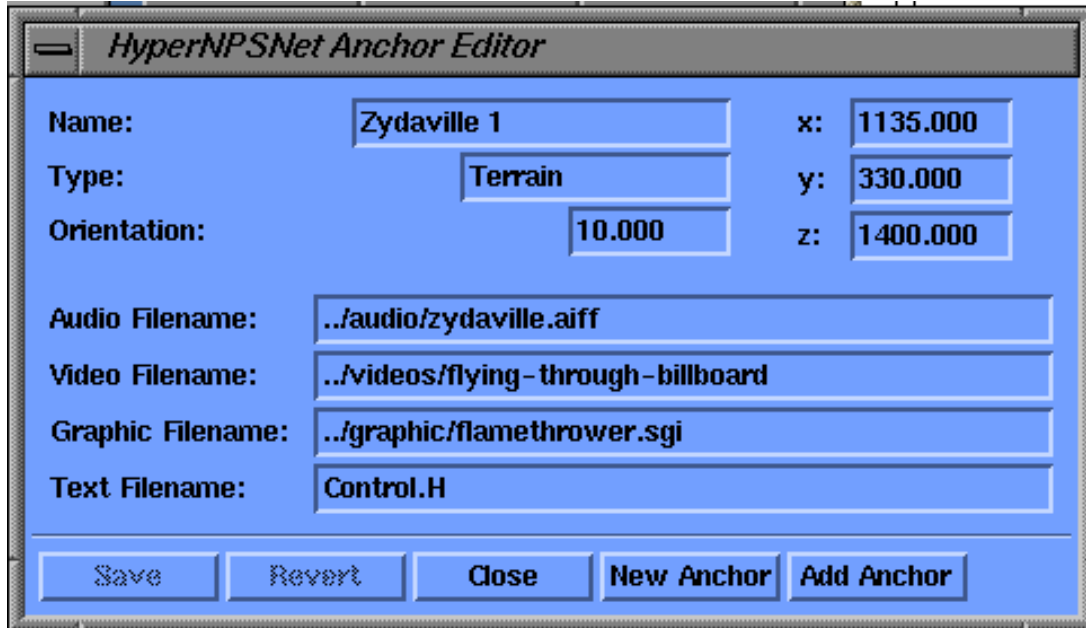 HyperNPSNet Anchor Editor
Name: Zydaville 1 x: 1135.000
Type: Terrain y: 330.000
Orientation: 10.000 z: 1400.000
Audio Filename: ../audio/zydaville.aiff
Video Filename: ../videos/flying-through-billboard
Graphic Filename: ../graphic/flamethrower.sgi
Text Filename: Control.H
Save Revert Close New Anchor Add Anchor